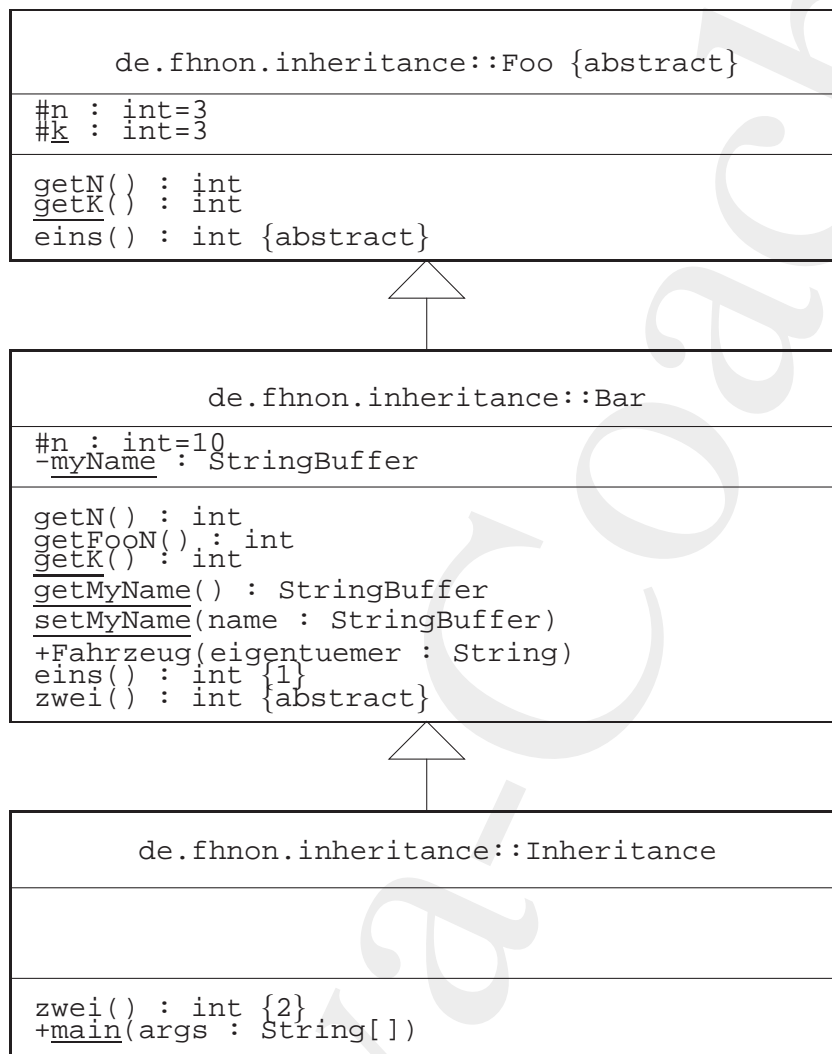 de.fhnon.inheritance::Foo {abstract}
#n : int=3
#k : int=3
getN() : int
getK() : int
eins() : int {abstract}
de.fhnon.inheritance::Bar
#n : int=10
-myName : StringBuffer
getN() : int
getFooN() : int
getK() : int
getMyName() : StringBuffer
setMyName(name : StringBuffer)
+Fahrzeug(eigentuemer : String)
eins() : int {1}
zwei() : int {abstract}
de.fhnon.inheritance::Inheritance
zwei() : int {2}
+main(args : String[])
a-Coach